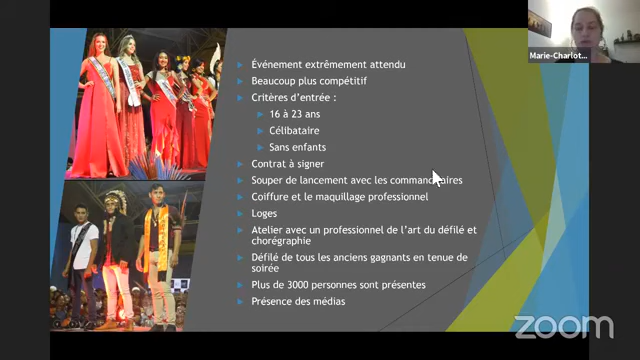 Événement extrêmement attendu
Beaucoup plus compétitif
Critères d'entrée :
16 à 23 ans
Célibataire
Sans enfants
Contrat à signer
Souper de lancement avec les commanditaires
Coiffure et le maquillage professionnel
Loges
Atelier avec un professionnel de l'art du défilé et
chorégraphie
Défilé de tous les anciens gagnants en tenue de
soirée
Plus de 3000 personnes sont présentes
Présence des médias
Marie-Charlot...
zoom